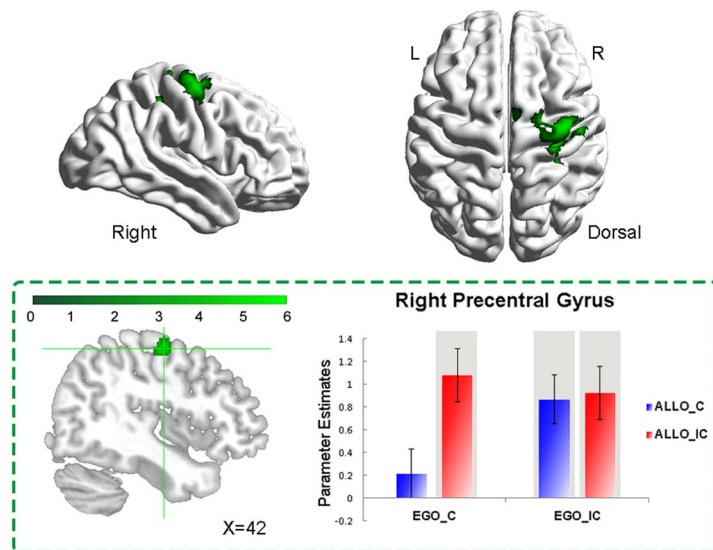 L
R
Right
Dorsal
0 1 2 3 4 5 6
X=42
Right Precentral Gyrus
Parameter Estimates
1.4
1.2
1
0.8
0.6
0.4
0.2
0
-0.2
EGO_C
EGO_IC
ALLO_C
ALLO_IC